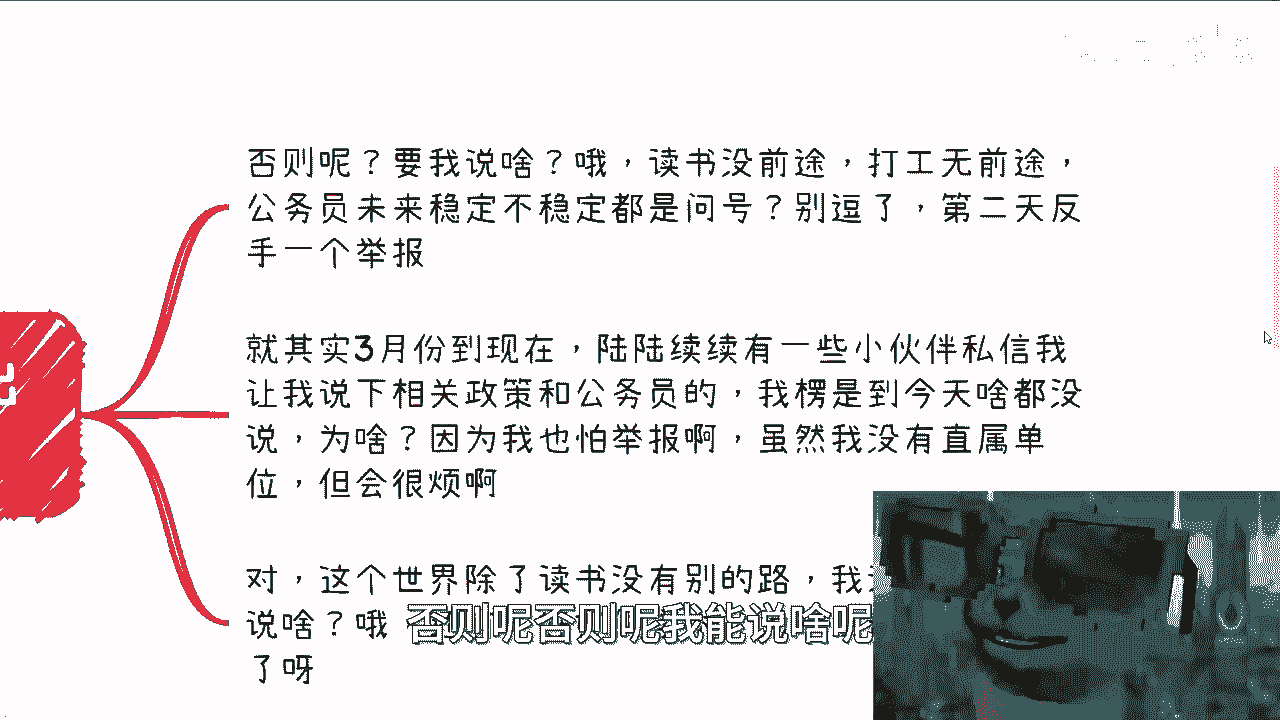 否则呢？要我说啥？哦，读书没前途，打工无前途，
公务员未来稳定不稳定都是问号？别逗了，第二天反
手一个举报
就其实3月份到现在，陆陆续续有一些小伙伴私信我
让我说下相关政策和公务员的，我楞是到今天啥都没
说，为啥？因为我也怕举报啊，虽然我没有直属单
位，但会很烦啊
对，这个世界除了读书没有别的路，我
说啥？哦
了呀
否则呢否则呢我能说啥呢